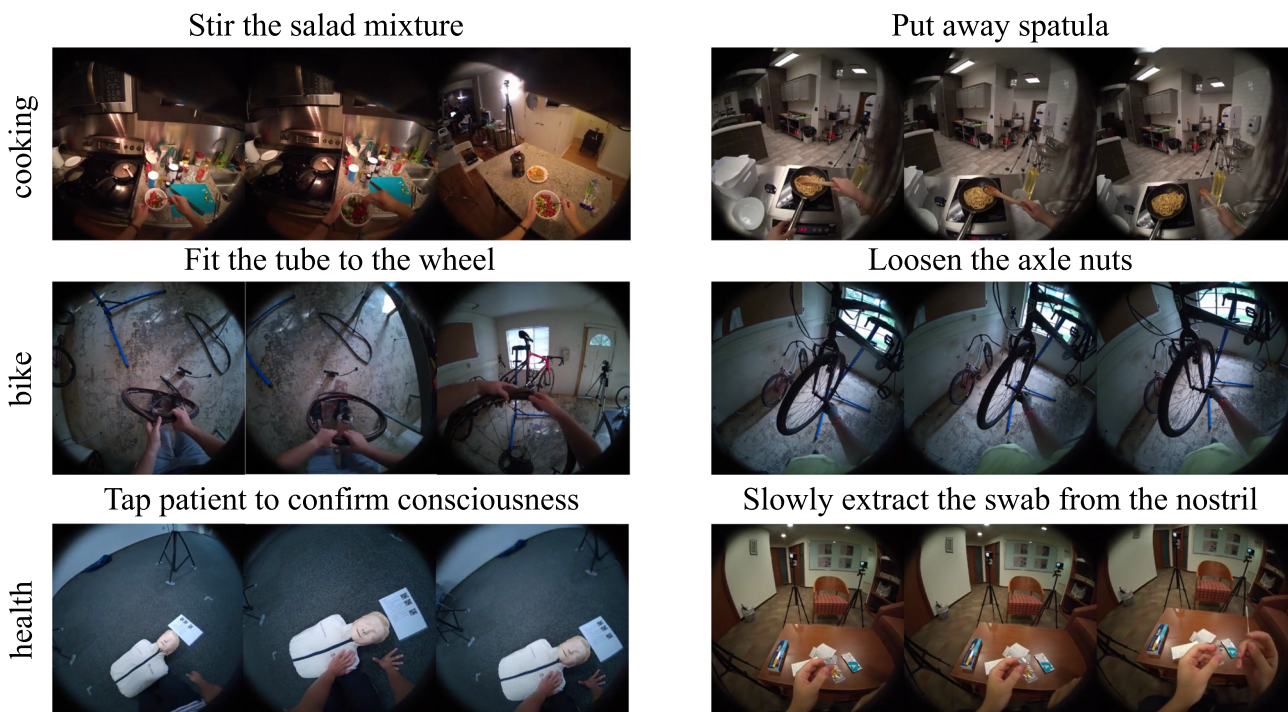 Stir the salad mixture
Put away spatula
cooking
Fit the tube to the wheel
Loosen the axle nuts
bike
Tap patient to confirm consciousness
Slowly extract the swab from the nostril
health